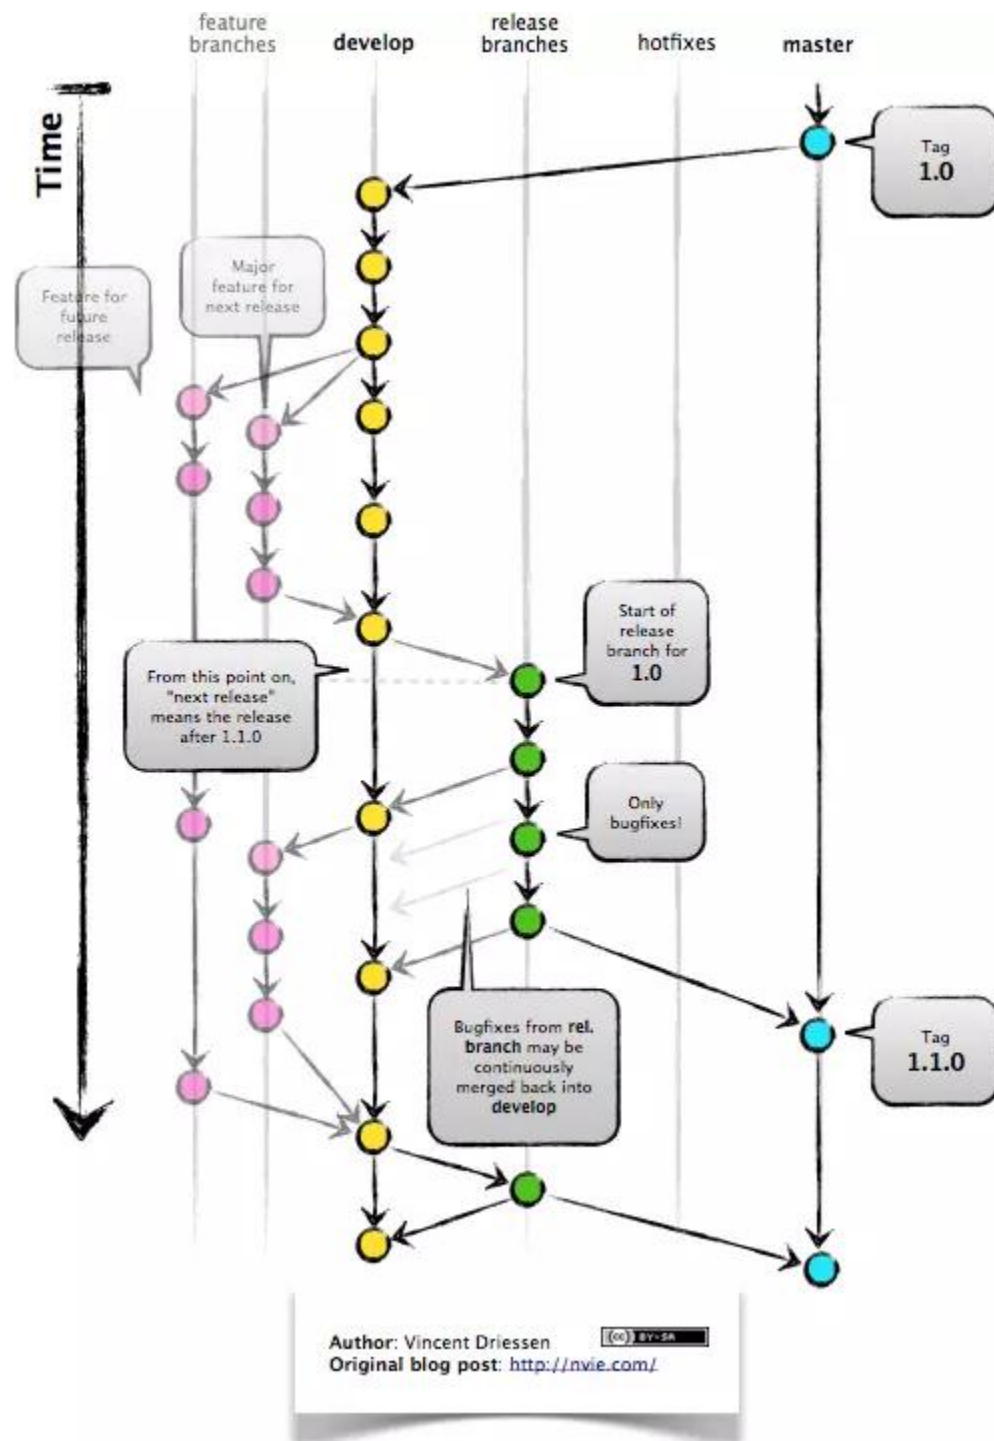 feature
branches
develop
release
branches
hotfixes
master
Time
Tag
1.0
Major
feature for
next release
Feature for
future
release
Start of
release
branch for
1.0
From this point on,
"next release"
means the release
after 1.1.0
Only
bugfixes!
Bugfixes from rel.
branch may be
continuously
merged back into
develop
Tag
1.1.0
Author: Vincent Driessen
(cc) BY-SA
Original blog post: http://nvie.com/